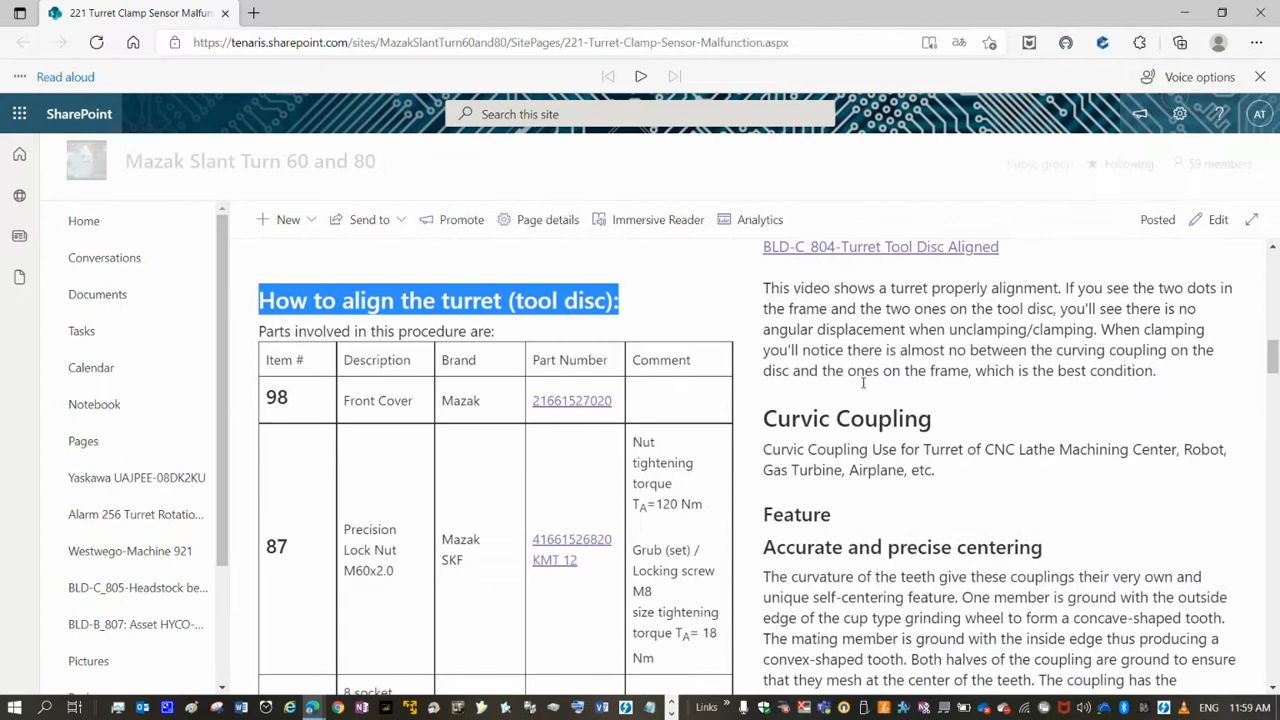 221 Turret Clamp Sensor Malfun
https://tenaris.sharepoint.com/sites/MazakSlantTurn60and80/SitePages/221-Turret-Clamp-Sensor-Malfunction.aspx
Read aloud
Voice options
SharePoint
Search this site
AT
Mazak Slant Turn 60 and 80
Public group
Following
59 members
Home
Conversations
Documents
Tasks
Calendar
Notebook
Pages
Yaskawa UAJPEE-08DK2KU
Alarm 256 Turret Rotatio...
Westwego-Machine 921
BLD-C_805-Headstock be...
BLD-B_807: Asset HYCO-...
Pictures
New
Send to
Promote
Page details
Immersive Reader
Analytics
Posted
Edit
How to align the turret (tool disc):
Parts involved in this procedure are:
Item # Description Brand Part Number Comment
98 Front Cover Mazak 21661527020
87
Precision
Lock Nut
M60x2.0
Mazak
SKF
41661526820
KMT 12
Nut
tightening
torque
TA=120 Nm
Grub (set) /
Locking screw
M8
size tightening
torque TA= 18
Nm
8 socket
BLD-C_804-Turret Tool Disc Aligned
This video shows a turret properly alignment. If you see the two dots in
the frame and the two ones on the tool disc, you'll see there is no
angular displacement when unclamping/clamping. When clamping
you'll notice there is almost no between the curving coupling on the
disc and the ones on the frame, which is the best condition.
Curvic Coupling
Curvic Coupling Use for Turret of CNC Lathe Machining Center, Robot,
Gas Turbine, Airplane, etc.
Feature
Accurate and precise centering
The curvature of the teeth give these couplings their very own and
unique self-centering feature. One member is ground with the outside
edge of the cup type grinding wheel to form a concave-shaped tooth.
The mating member is ground with the inside edge thus producing a
convex-shaped tooth. Both halves of the coupling are ground to ensure
that they mesh at the center of the teeth. The coupling has the
Links
ENG
11:59 AM